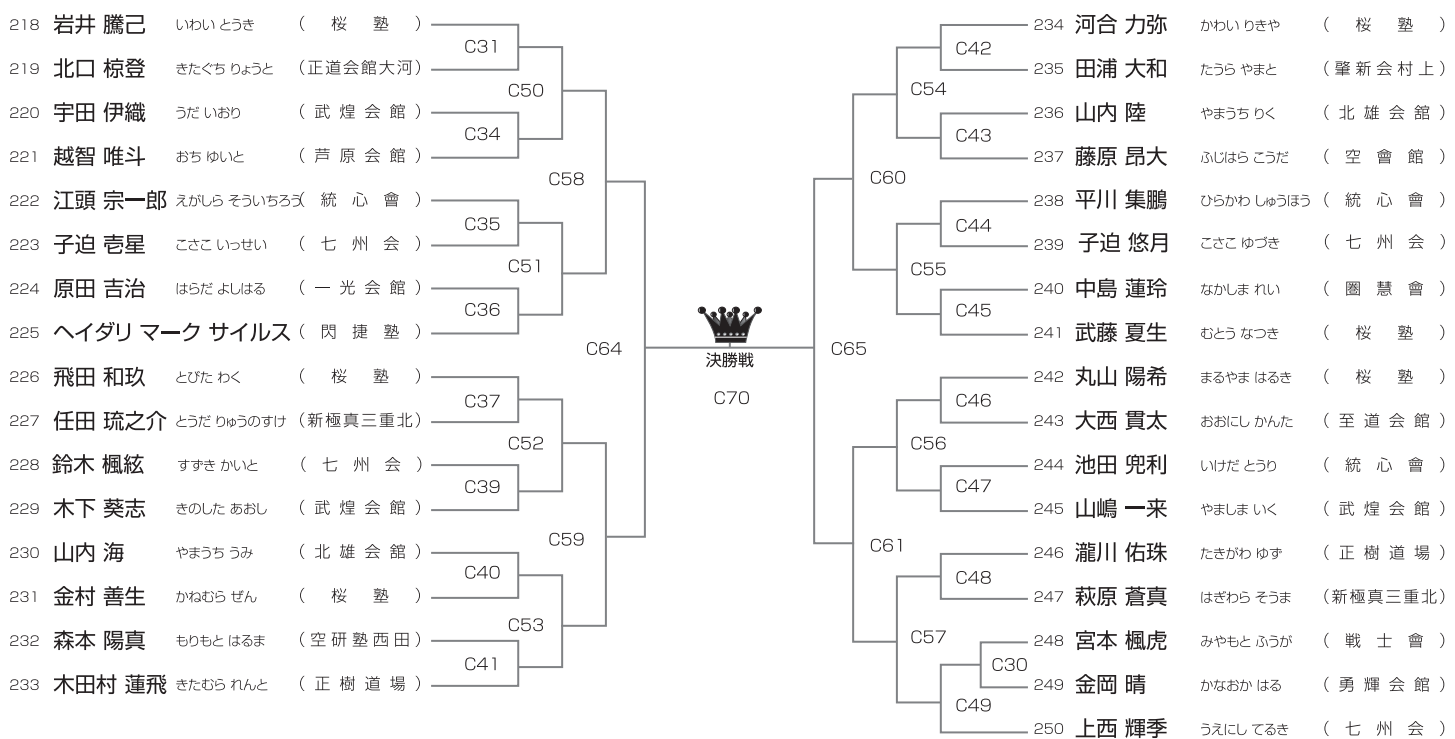 218 岩井 騰己 いわい とうき （桜塾）
C31
219 北口 椋登 きたぐち りょうと （正道会館大河）
C50
220 宇田 伊織 うだ いおり （武煌会館）
C34
221 越智 唯斗 おち ゆいと （芦原会館）
C58
222 江頭 宗一郎 えがしら そういちろう（統心會）
C35
223 子迫 壱星 こさこ いっせい （七州会）
C51
224 原田 吉治 はらだ よしはる （一光会館）
C36
225 ヘイダリ マーク サイルス（閃捷塾）
C64
226 飛田 和玖 とびた わく （桜塾）
C37
227 任田 琉之介 とうだ りゅうのすけ （新極真三重北）
C52
228 鈴木 楓絃 すずき かいと （七州会）
C39
229 木下 葵志 きのした あおし （武煌会館）
C59
230 山内 海 やまうち うみ （北雄会館）
C40
231 金村 善生 かねむら ぜん （桜塾）
C53
232 森本 陽真 もりもと はるま （空研塾西田）
C41
233 木田村 蓮飛 きたむら れんと （正樹道場）
決勝戦
C70
234 河合 力弥 かわい りきや （桜塾）
C42
235 田浦 大和 たうら やまと （肇新会村上）
C54
236 山内 陸 やまうち りく （北雄会館）
C43
237 藤原 昂大 ふじはら こうだ （空會館）
C60
238 平川 集鵬 ひらかわ しゅうほう （統心會）
C44
239 子迫 悠月 こさこ ゆづき （七州会）
C55
240 中島 蓮玲 なかしま れい （圏慧會）
C45
241 武藤 夏生 むとう なつき （桜塾）
C65
242 丸山 陽希 まるやま はるき （桜塾）
C46
243 大西 貫太 おおにし かんた （至道会館）
C56
244 池田 兜利 いけだ とうり （統心會）
C47
245 山嶋 一来 やましま いく （武煌会館）
C61
246 瀧川 佑珠 たきがわ ゆず （正樹道場）
C48
247 萩原 蒼真 はぎわら そうま （新極真三重北）
C57
248 宮本 楓虎 みやもと ふうが （戦士會）
C30
249 金岡 晴 かなおか はる （勇輝会館）
C49
250 上西 輝季 うえにし てるき （七州会）